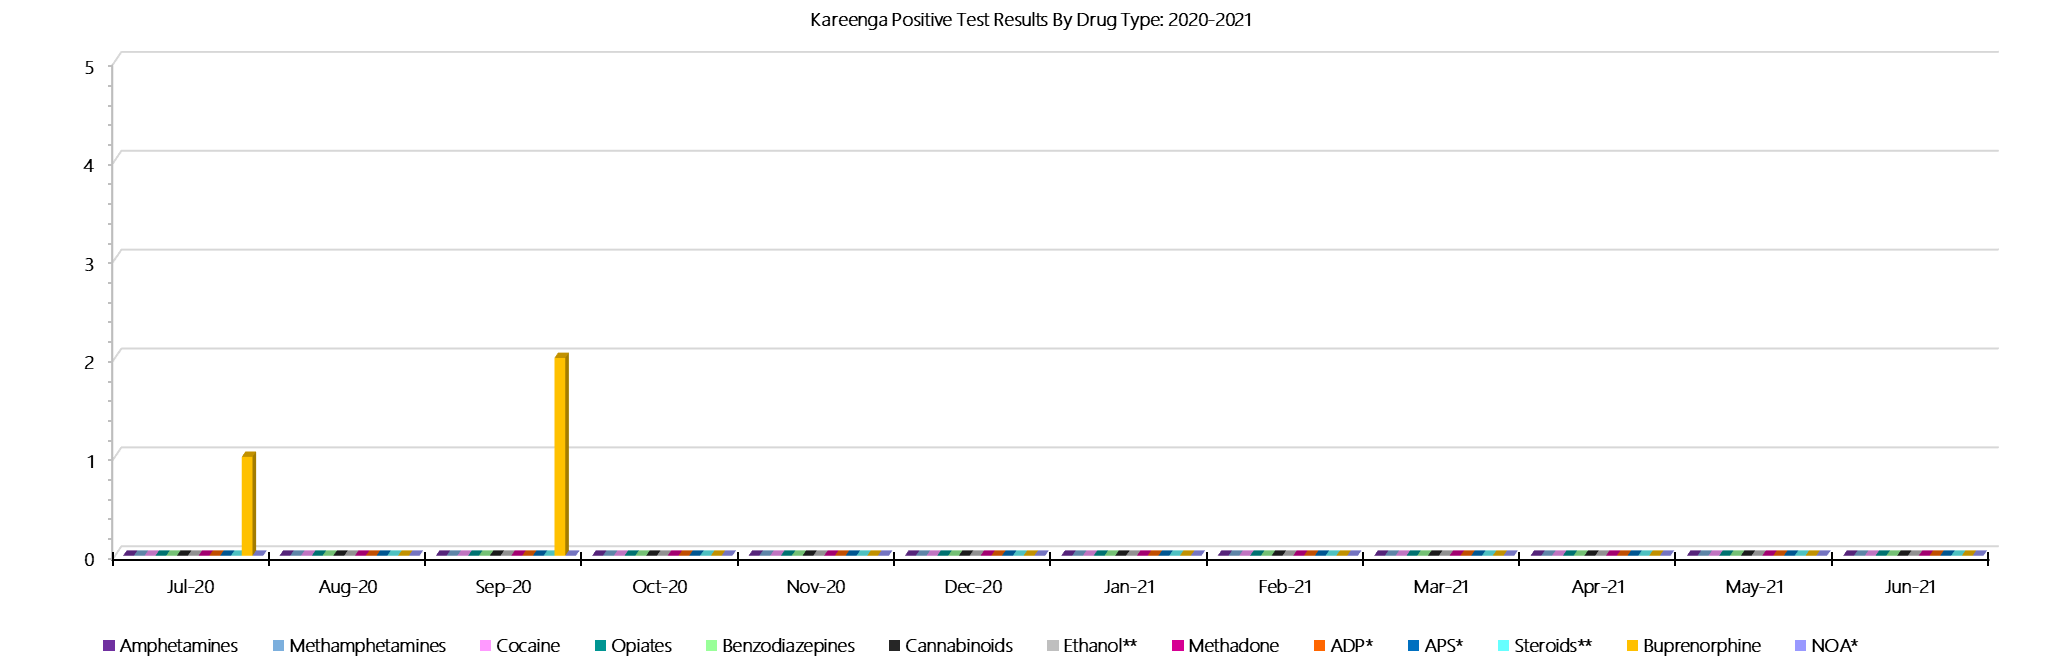 Kareenga Positive Test Results By Drug Type: 2020-2021
5
4
3
2
1
0
Jul-20 Aug-20 Sep-20 Oct-20 Nov-20 Dec-20 Jan-21 Feb-21 Mar-21 Apr-21 May-21 Jun-21
Amphetamines Methamphetamines Cocaine Opiates Benzodiazepines Cannabinoids Ethanol** Methadone ADP* APS* Steroids** Buprenorphine NOA*